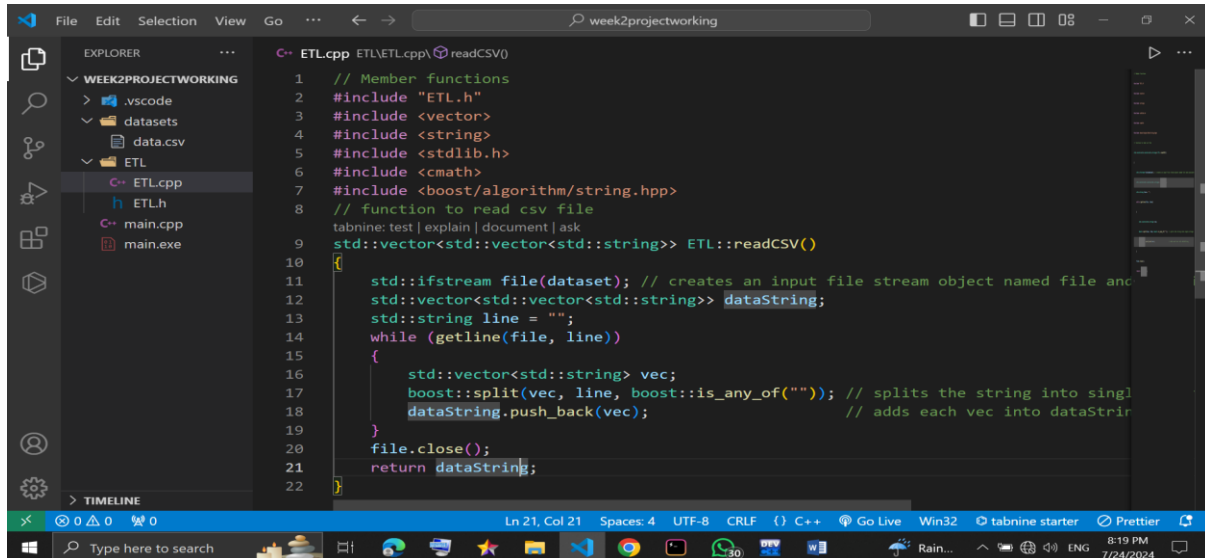 File Edit Selection View Go ··· week2projectworking
EXPLORER ···
WEEK2PROJECTWORKING
.vscode
datasets
data.csv
ETL
ETL.cpp
ETL.h
main.cpp
main.exe
TIMELINE
ETL.cpp ETL\ETL.cpp\ readCSV()
1 // Member functions
2 #include "ETL.h"
3 #include <vector>
4 #include <string>
5 #include <stdlib.h>
6 #include <cmath>
7 #include <boost/algorithm/string.hpp>
8 // function to read csv file
tabnine: test | explain | document | ask
9 std::vector<std::vector<std::string>> ETL::readCSV()
10 {
11 std::ifstream file(dataset); // creates an input file stream object named file and
12 std::vector<std::vector<std::string>> dataString;
13 std::string line = "";
14 while (getline(file, line))
15 {
16 std::vector<std::string> vec;
17 boost::split(vec, line, boost::is_any_of("")); // splits the string into singl
18 dataString.push_back(vec); // adds each vec into dataStrin
19 }
20 file.close();
21 return dataString;
22 }
0 0 0 Ln 21, Col 21 Spaces: 4 UTF-8 CRLF {} C++ Go Live Win32 tabnine starter Prettier
Type here to search 30 DEV Rain... ENG 8:19 PM
7/24/2024